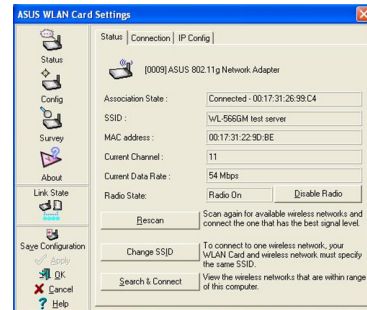 ASUS WLAN Card Settings
Status
Config
Survey
About
Link State
Save Configuration
Apply
OK
Cancel
Help
Status Connection IP Config
[0009] ASUS 802.11g Network Adapter
Association State : Connected - 00:17:31:26:99:C4
SSID : WL-566GM test server
MAC address : 00:17:31:22:9D:BE
Current Channel : 11
Current Data Rate : 54 Mbps
Radio State: Radio On Disable Radio
Rescan
Scan again for available wireless networks and
connect the one that has the best signal level.
Change SSID
To connect to one wireless network, your
WLAN Card and wireless network must specify
the same SSID.
Search & Connect
View the wireless networks that are within range
of this computer.